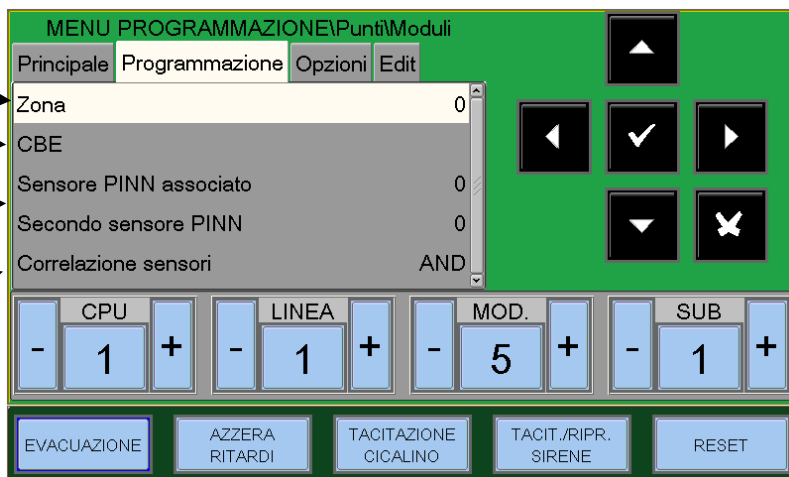 MENU PROGRAMMAZIONE\Punti\Moduli
Principale Programmazione Opzioni Edit
Zona 0
CBE
Sensore PINN associato 0
Secondo sensore PINN 0
Correlazione sensori AND
CPU LINEA MOD. SUB
- 1 + - 1 + - 5 + - 1 +
EVACUAZIONE
AZZERA
RITARDI
TACITAZIONE
CICALINO
TACIT./RIPR.
SIRENE
RESET